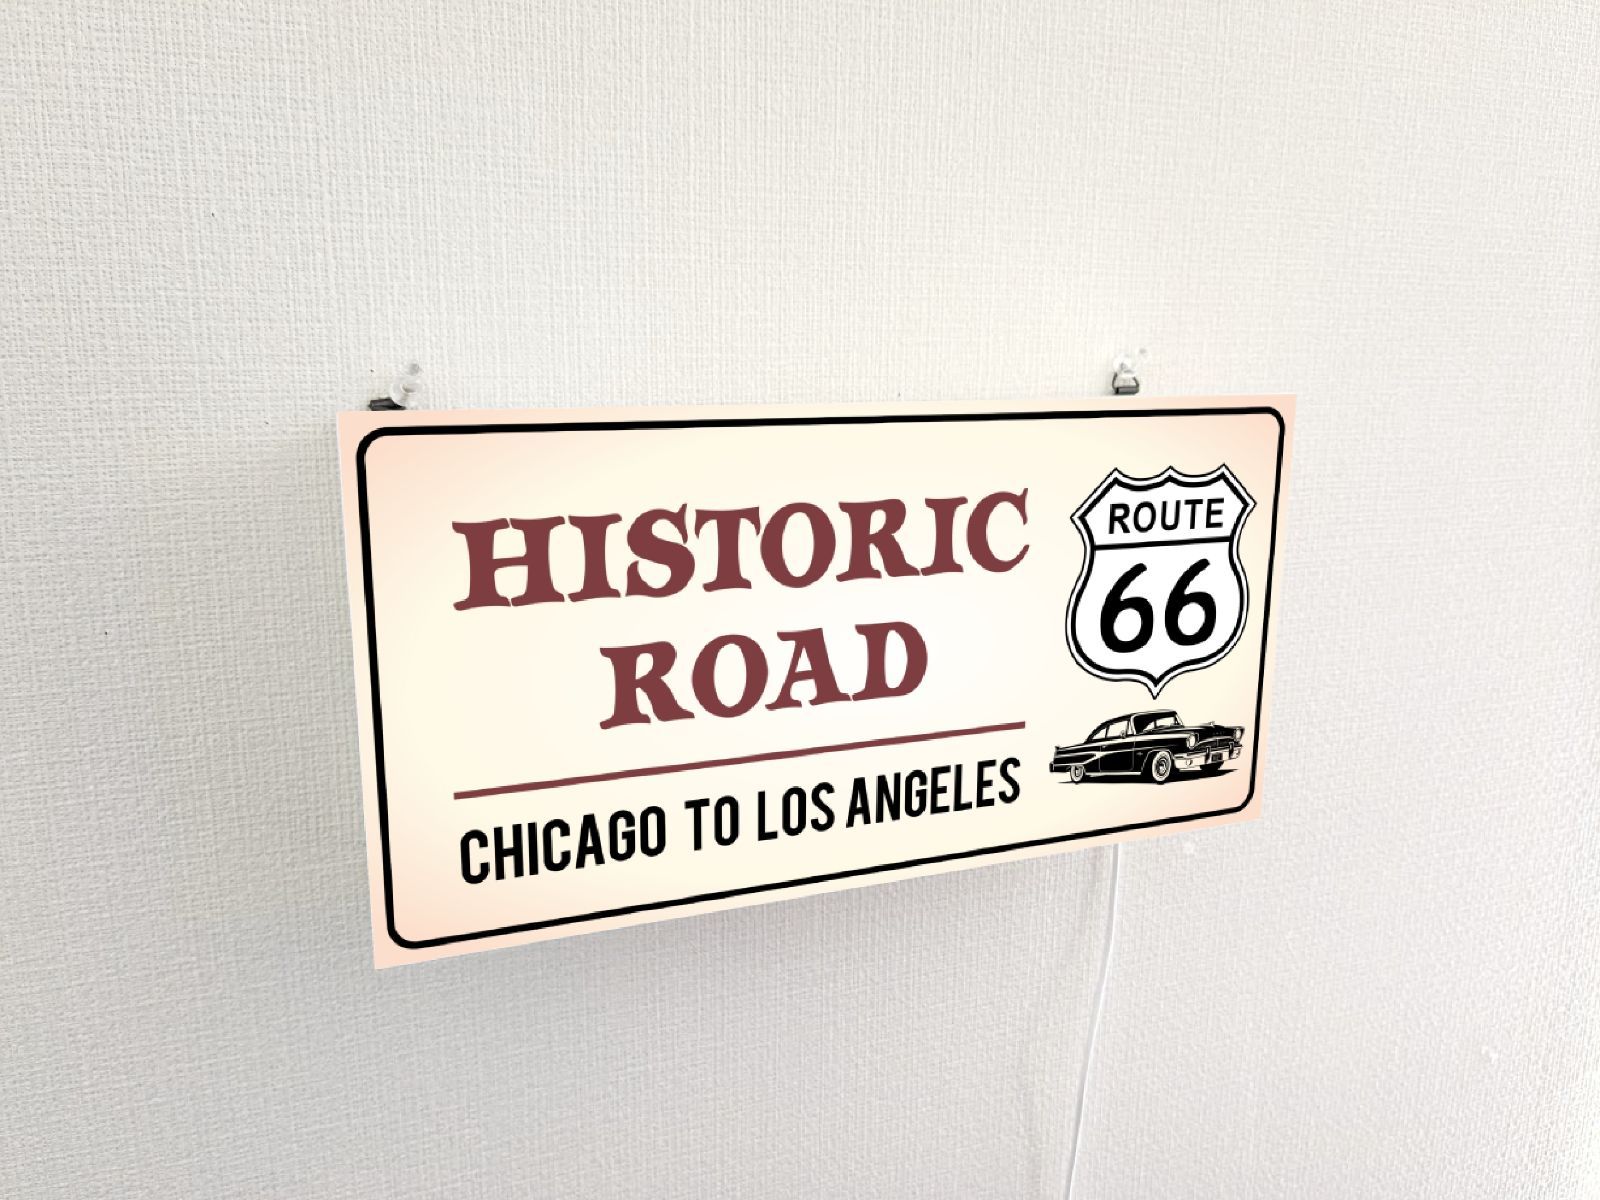 HISTORIC
ROAD
CHICAGO TO LOS ANGELES
ROUTE
66